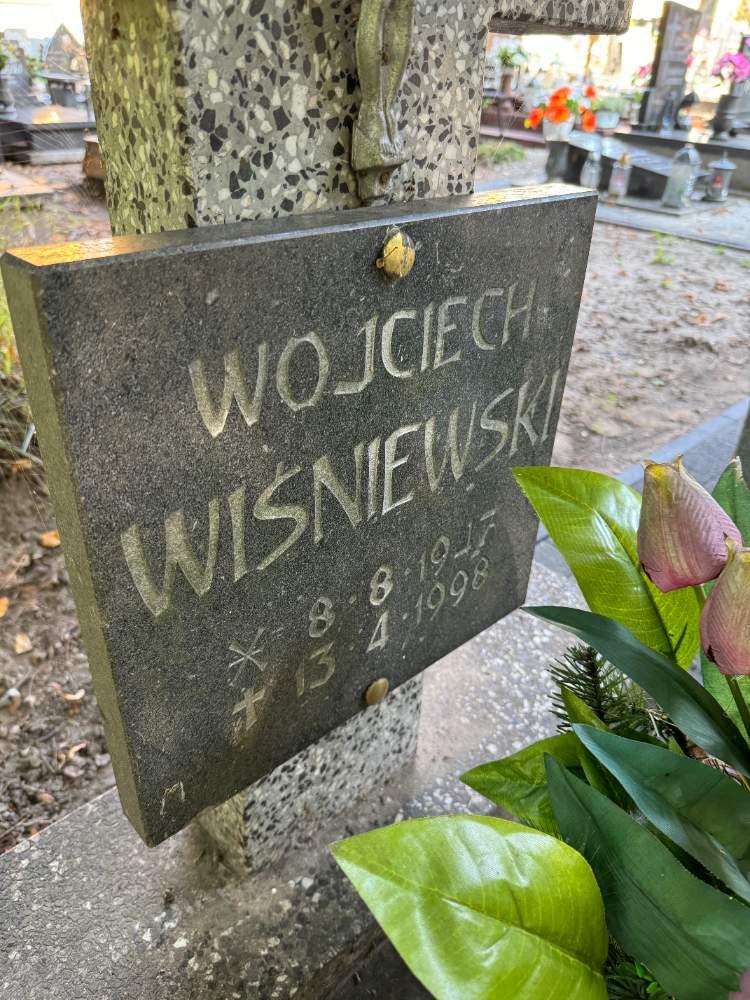 WOJCIECH
WIŚNIEWSKI
* 8·8·1917
✝ 13 4·1998
M